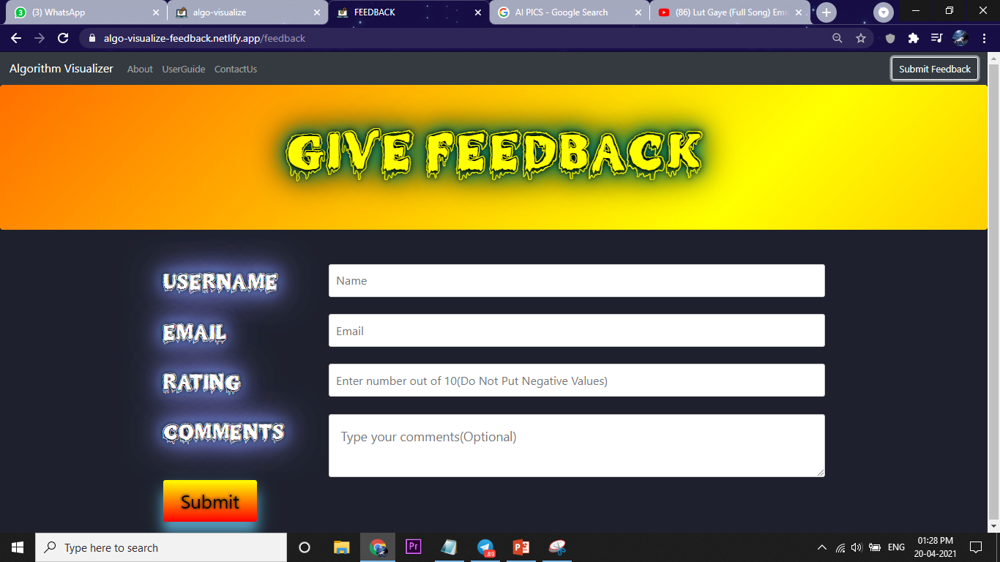 (3) WhatsApp
algo-visualize
FEEDBACK
AI PICS - Google Search
(86) Lut Gaye (Full Song) Emr
algo-visualize-feedback.netlify.app/feedback
Algorithm Visualizer About UserGuide ContactUs Submit Feedback
GIVE FEEDBACK
USERNAME Name
EMAIL Email
RATING Enter number out of 10(Do Not Put Negative Values)
COMMENTS Type your comments(Optional)
Submit
Type here to search
Pr
.89
ENG
01:28 PM
20-04-2021